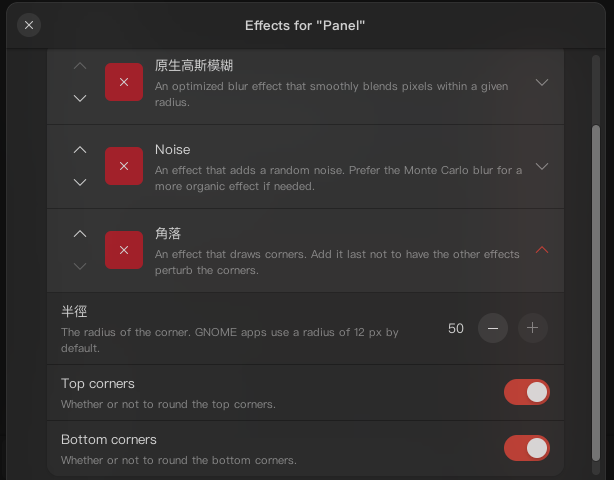 Effects for "Panel"
原生高斯模糊
An optimized blur effect that smoothly blends pixels within a given
radius.
Noise
An effect that adds a random noise. Prefer the Monte Carlo blur for a
more organic effect if needed.
角落
An effect that draws corners. Add it last not to have the other effects
perturb the corners.
半徑
The radius of the corner. GNOME apps use a radius of 12 px by
default.
50
Top corners
Whether or not to round the top corners.
Bottom corners
Whether or not to round the bottom corners.